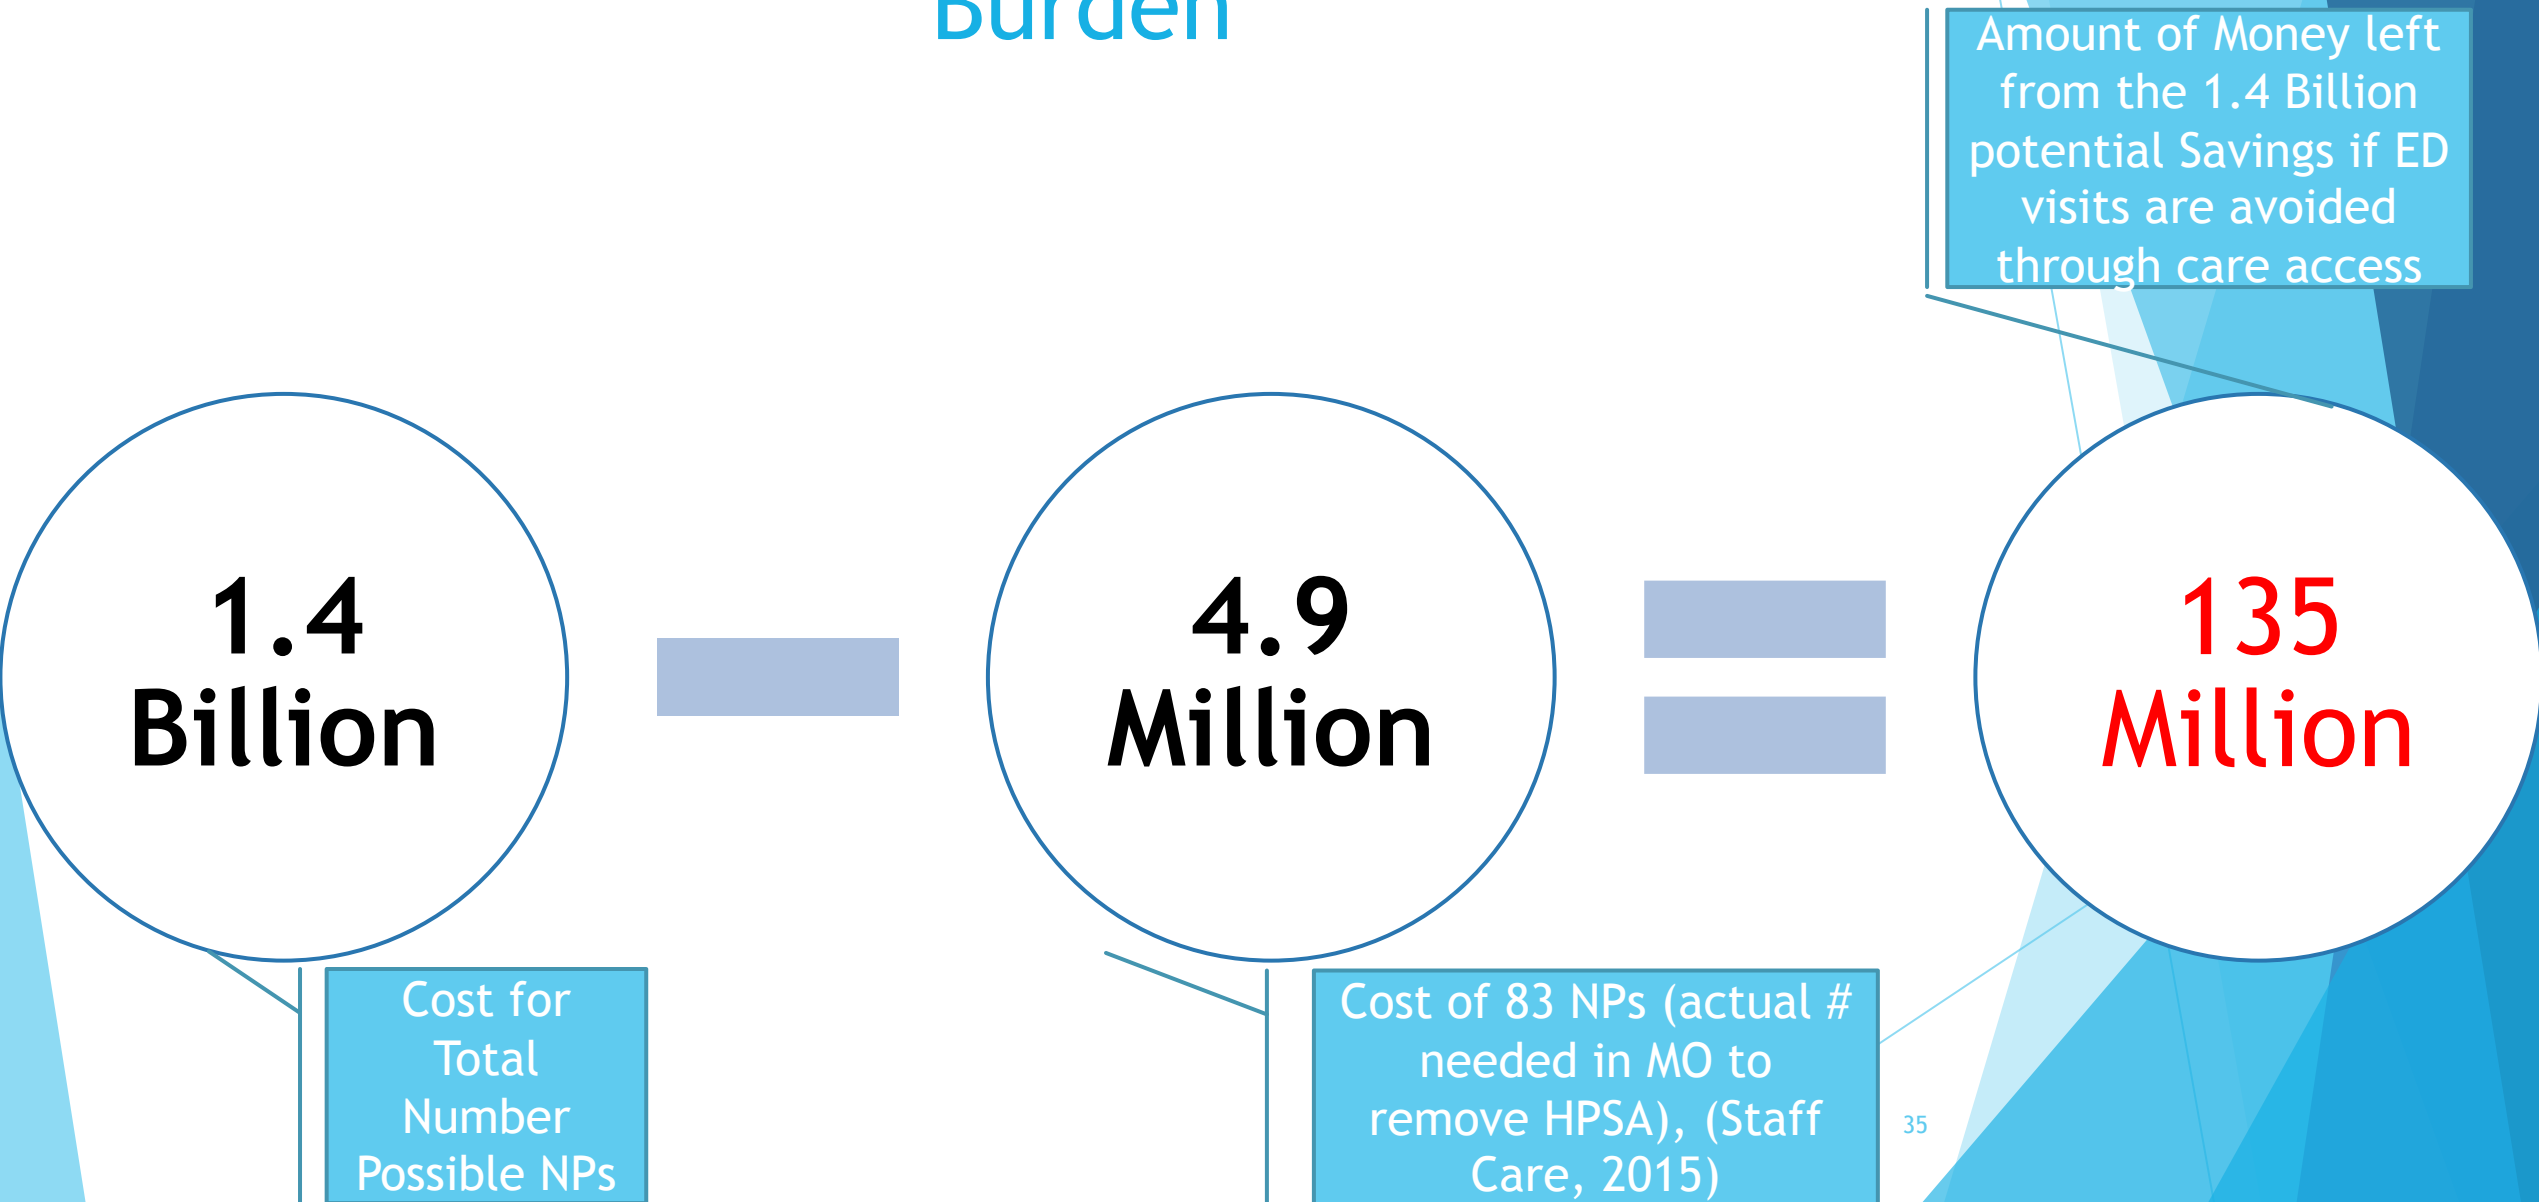 Burden
Amount of Money left
from the 1.4 Billion
potential Savings if ED
visits are avoided
through care access
1.4
Billion
4.9
Million
135
Million
Cost for
Total
Number
Possible NPs
Cost of 83 NPs (actual #
needed in MO to
remove HPSA), (Staff
Care, 2015)
35